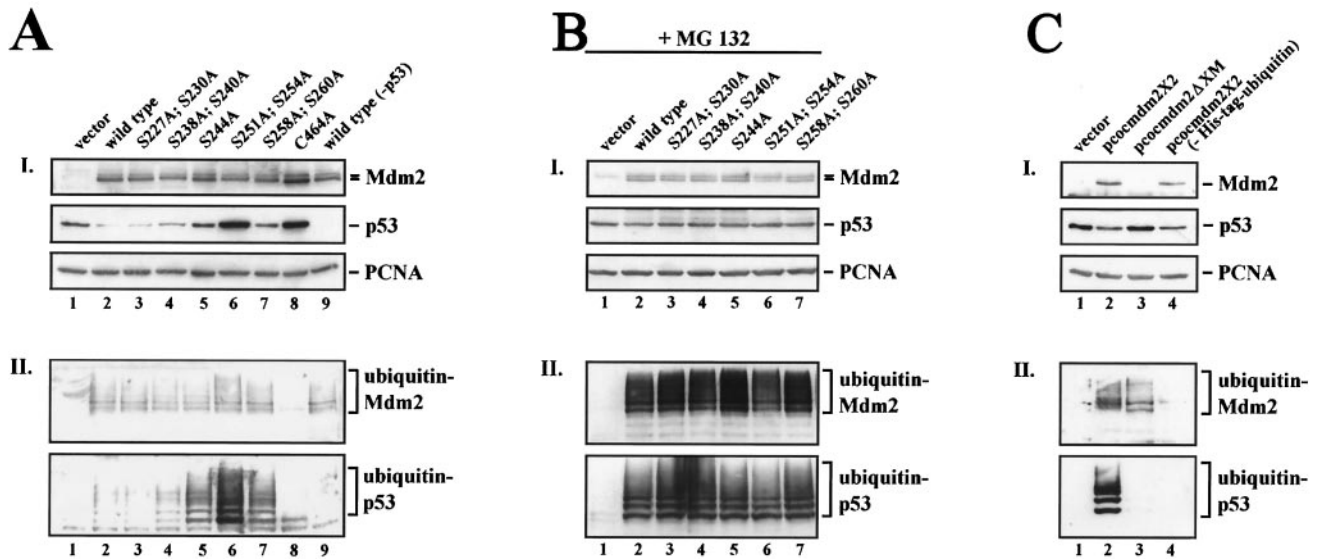 A
vector
wild type
S227A; S230A
S238A; S240A
S244A
S251A; S254A
S258A; S260A
C464A
wild type (-p53)
I.
= Mdm2
– p53
– PCNA
1 2 3 4 5 6 7 8 9
II.
ubiquitin-
Mdm2
ubiquitin-
p53
1 2 3 4 5 6 7 8 9
B
+ MG 132
vector
wild type
S227A; S230A
S238A; S240A
S244A
S251A; S254A
S258A; S260A
I.
= Mdm2
– p53
– PCNA
1 2 3 4 5 6 7
II.
ubiquitin-
Mdm2
ubiquitin-
p53
1 2 3 4 5 6 7
C
vector
pcocmdm2X2
pcocmdm2ΔXM
pcocmdm2X2
(- His-tag-ubiquitin)
I.
– Mdm2
– p53
– PCNA
1 2 3 4
II.
ubiquitin-
Mdm2
ubiquitin-
p53
1 2 3 4